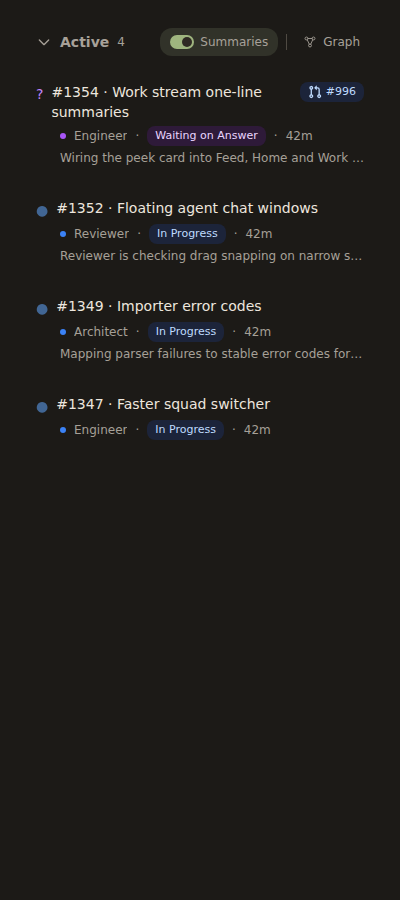 Active 4 Summaries Graph
? #1354 · Work stream one-line #996
summaries
Engineer · Waiting on Answer · 42m
Wiring the peek card into Feed, Home and Work ...
#1352 · Floating agent chat windows
Reviewer · In Progress · 42m
Reviewer is checking drag snapping on narrow s...
#1349 · Importer error codes
Architect · In Progress · 42m
Mapping parser failures to stable error codes for...
#1347 · Faster squad switcher
Engineer · In Progress · 42m